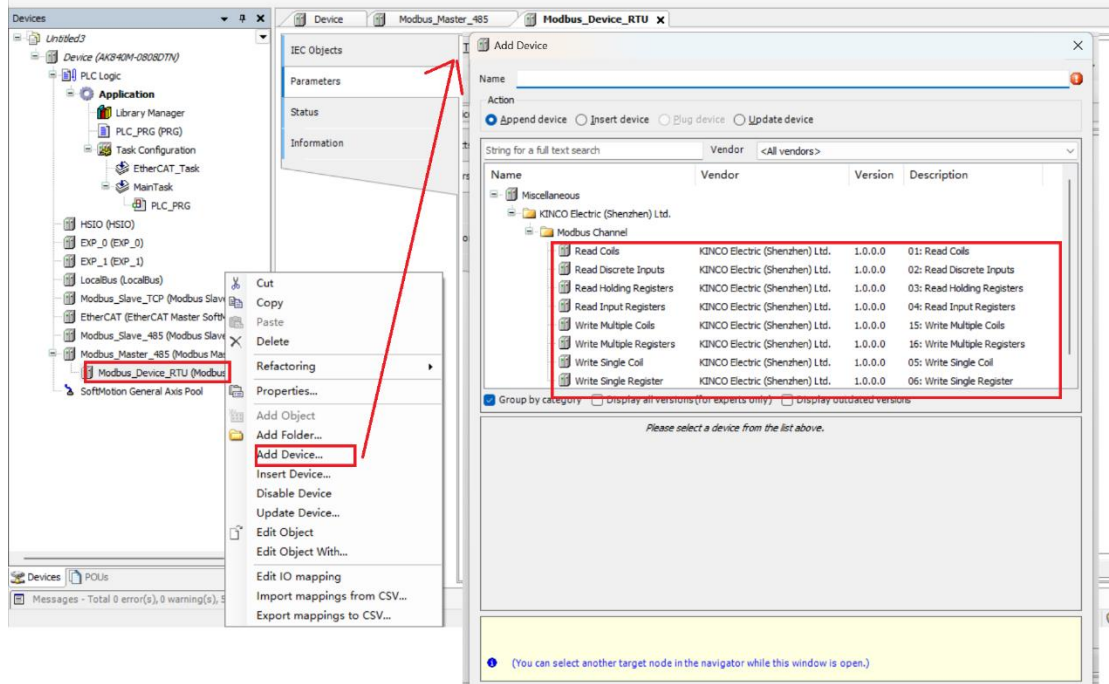 Devices
Untitled3
Device (AK840M-0808DTN)
PLC Logic
Application
Library Manager
PLC_PRG (PRG)
Task Configuration
EtherCAT_Task
MainTask
PLC_PRG
HSIO (HSIO)
EXP_0 (EXP_0)
EXP_1 (EXP_1)
LocalBus (LocalBus)
Modbus_Slave_TCP (Modbus Slav
EtherCAT (EtherCAT Master Soft
Modbus_Slave_485 (Modbus Slave
Modbus_Master_485 (Modbus Mas
Modbus_Device_RTU (Modbus
SoftMotion General Axis Pool
Devices
POUs
Messages - Total 0 error(s), 0 warning(s),
Cut
Copy
Paste
Delete
Refactoring
Properties...
Add Object
Add Folder...
Add Device...
Insert Device...
Disable Device
Update Device...
Edit Object
Edit Object With...
Edit IO mapping
Import mappings from CSV...
Export mappings to CSV...
Device
Modbus_Master_485
Modbus_Device_RTU
IEC Objects
Parameters
Status
Information
Add Device
Name
Action
Append device Insert device Plug device Update device
String for a full text search Vendor <All vendors>
Name Vendor Version Description
Miscellaneous
KINCO Electric (Shenzhen) Ltd.
Modbus Channel
Read Coils KINCO Electric (Shenzhen) Ltd. 1.0.0.0 01: Read Coils
Read Discrete Inputs KINCO Electric (Shenzhen) Ltd. 1.0.0.0 02: Read Discrete Inputs
Read Holding Registers KINCO Electric (Shenzhen) Ltd. 1.0.0.0 03: Read Holding Registers
Read Input Registers KINCO Electric (Shenzhen) Ltd. 1.0.0.0 04: Read Input Registers
Write Multiple Coils KINCO Electric (Shenzhen) Ltd. 1.0.0.0 15: Write Multiple Coils
Write Multiple Registers KINCO Electric (Shenzhen) Ltd. 1.0.0.0 16: Write Multiple Registers
Write Single Coil KINCO Electric (Shenzhen) Ltd. 1.0.0.0 05: Write Single Coil
Write Single Register KINCO Electric (Shenzhen) Ltd. 1.0.0.0 06: Write Single Register
Group by category Display all versions (for experts only) Display outdated versions
Please select a device from the list above.
(You can select another target node in the navigator while this window is open.)